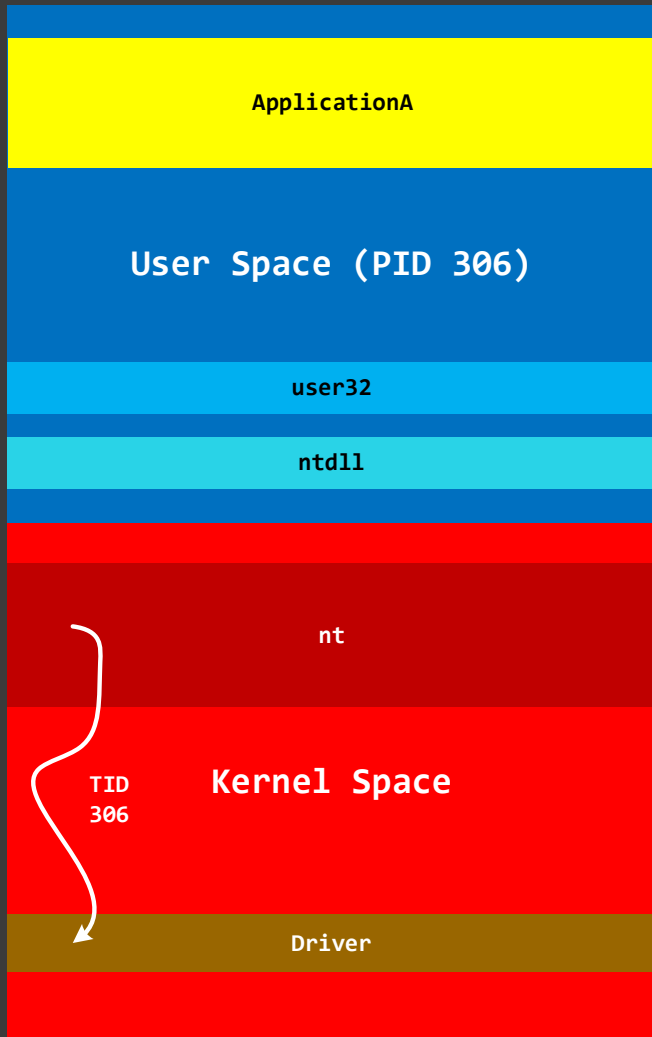 ApplicationA
User Space (PID 306)
user32
ntdll
nt
Kernel Space
TID
306
Driver